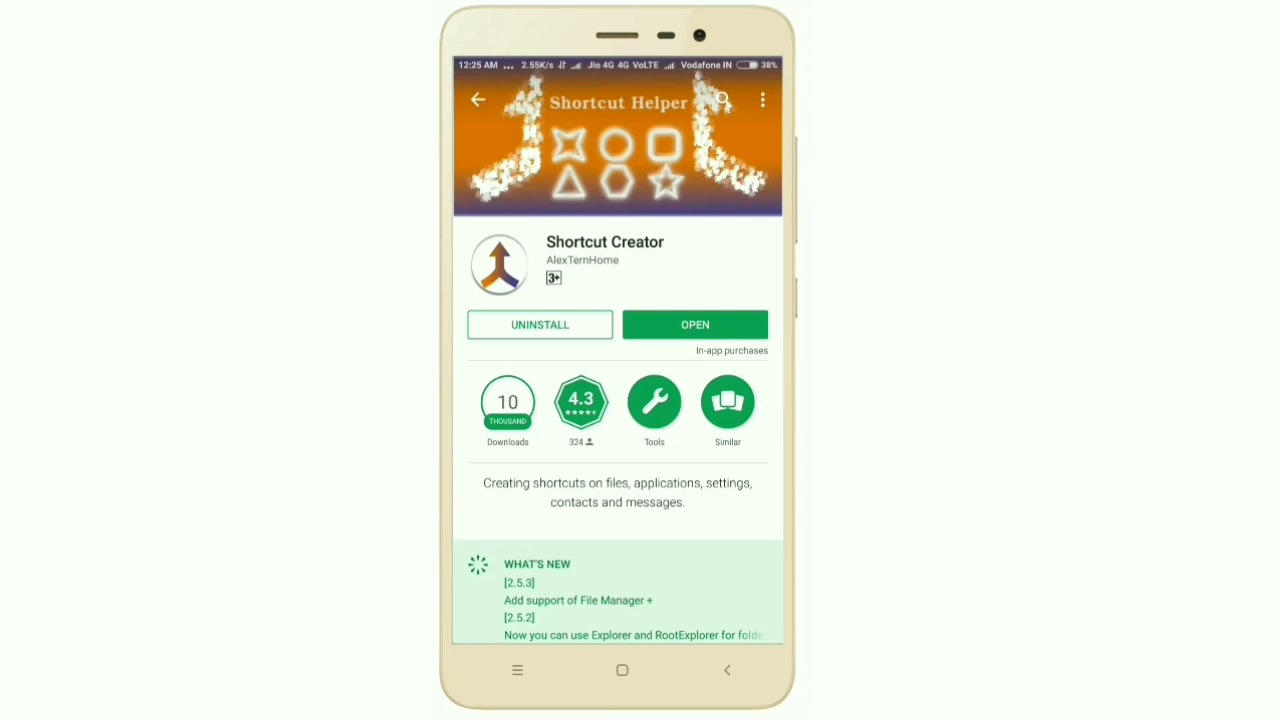 12:25 AM ... 2.55K/s Jio 4G 4G VoLTE Vodafone IN 38%
Shortcut Helper
Shortcut Creator
AlexTernHome
3+
UNINSTALL
OPEN
In-app purchases
10
THOUSAND
4.3
Downloads
324
Tools
Similar
Creating shortcuts on files, applications, settings,
contacts and messages.
WHAT'S NEW
[2.5.3]
Add support of File Manager +
[2.5.2]
Now you can use Explorer and RootExplorer for folde